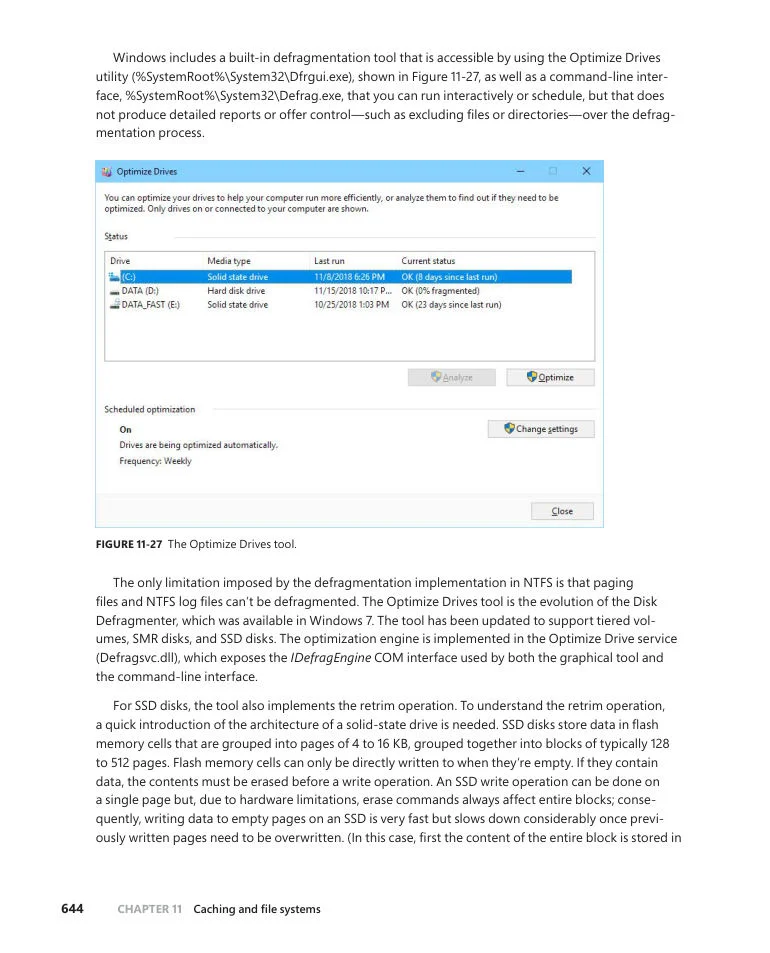 Windows includes a built-in defragmentation tool that is accessible by using the Optimize Drives
utility (%SystemRoot%\System32\Dfrgui.exe), shown in Figure 11-27, as well as a command-line inter-
face, %SystemRoot%\System32\Defrag.exe, that you can run interactively or schedule, but that does
not produce detailed reports or offer control—such as excluding files or directories—over the defrag-
mentation process.
Optimize Drives
You can optimize your drives to help your computer run more efficiently, or analyze them to find out if they need to be
optimized. Only drives on or connected to your computer are shown.
Status
Drive Media type Last run Current status
(C:) Solid state drive 11/8/2018 6:26 PM OK (8 days since last run)
DATA (D:) Hard disk drive 11/15/2018 10:17 P... OK (0% fragmented)
DATA_FAST (E:) Solid state drive 10/25/2018 1:03 PM OK (23 days since last run)
Analyze Optimize
Scheduled optimization
On Change settings
Drives are being optimized automatically.
Frequency: Weekly
Close
FIGURE 11-27 The Optimize Drives tool.
The only limitation imposed by the defragmentation implementation in NTFS is that paging
files and NTFS log files can't be defragmented. The Optimize Drives tool is the evolution of the Disk
Defragmenter, which was available in Windows 7. The tool has been updated to support tiered vol-
umes, SMR disks, and SSD disks. The optimization engine is implemented in the Optimize Drive service
(Defragsvc.dll), which exposes the IDefragEngine COM interface used by both the graphical tool and
the command-line interface.
For SSD disks, the tool also implements the retrim operation. To understand the retrim operation,
a quick introduction of the architecture of a solid-state drive is needed. SSD disks store data in flash
memory cells that are grouped into pages of 4 to 16 KB, grouped together into blocks of typically 128
to 512 pages. Flash memory cells can only be directly written to when they're empty. If they contain
data, the contents must be erased before a write operation. An SSD write operation can be done on
a single page but, due to hardware limitations, erase commands always affect entire blocks; conse-
quently, writing data to empty pages on an SSD is very fast but slows down considerably once previ-
ously written pages need to be overwritten. (In this case, first the content of the entire block is stored in
644 CHAPTER 11 Caching and file systems